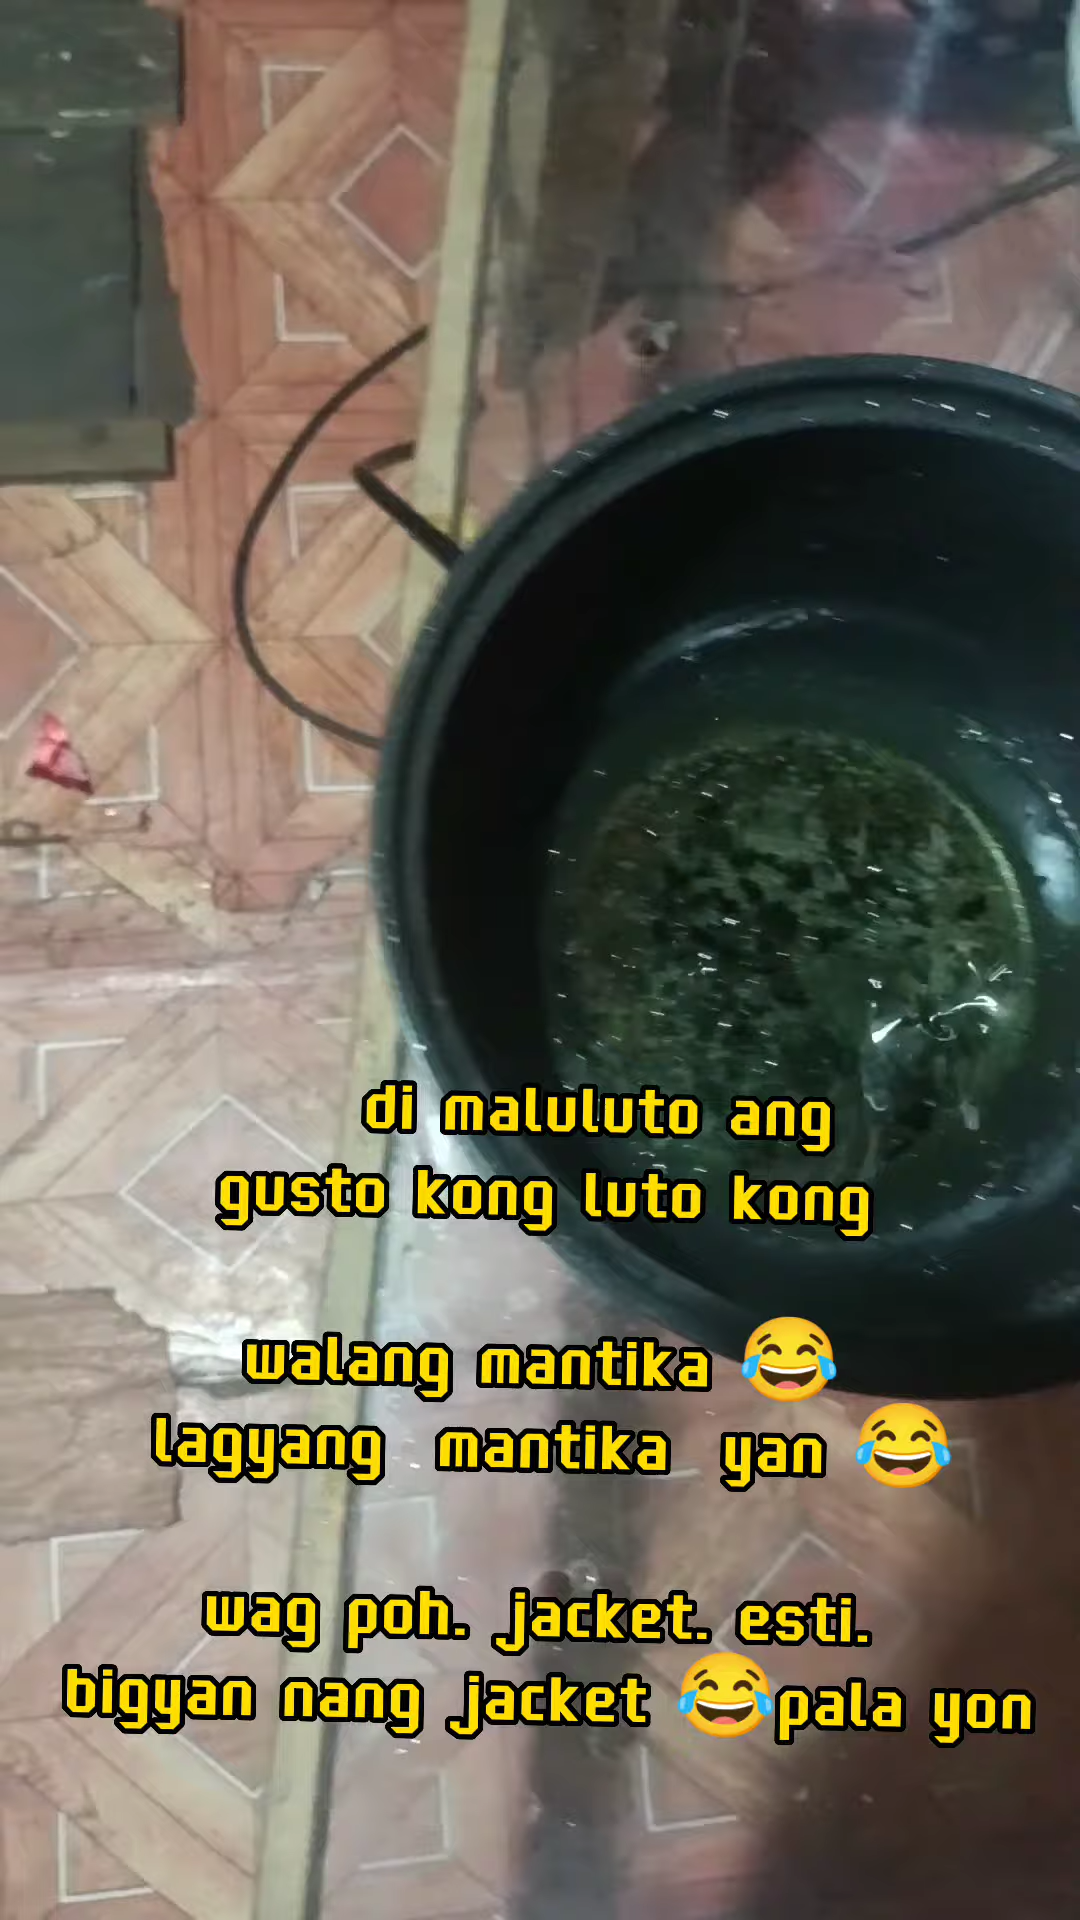 di maluluto ang
gusto kong luto kong
walang mantika 😂
lagyang mantika yan 😂
wag poh. jacket. esti.
bigyan nang jacket 😂pala yon